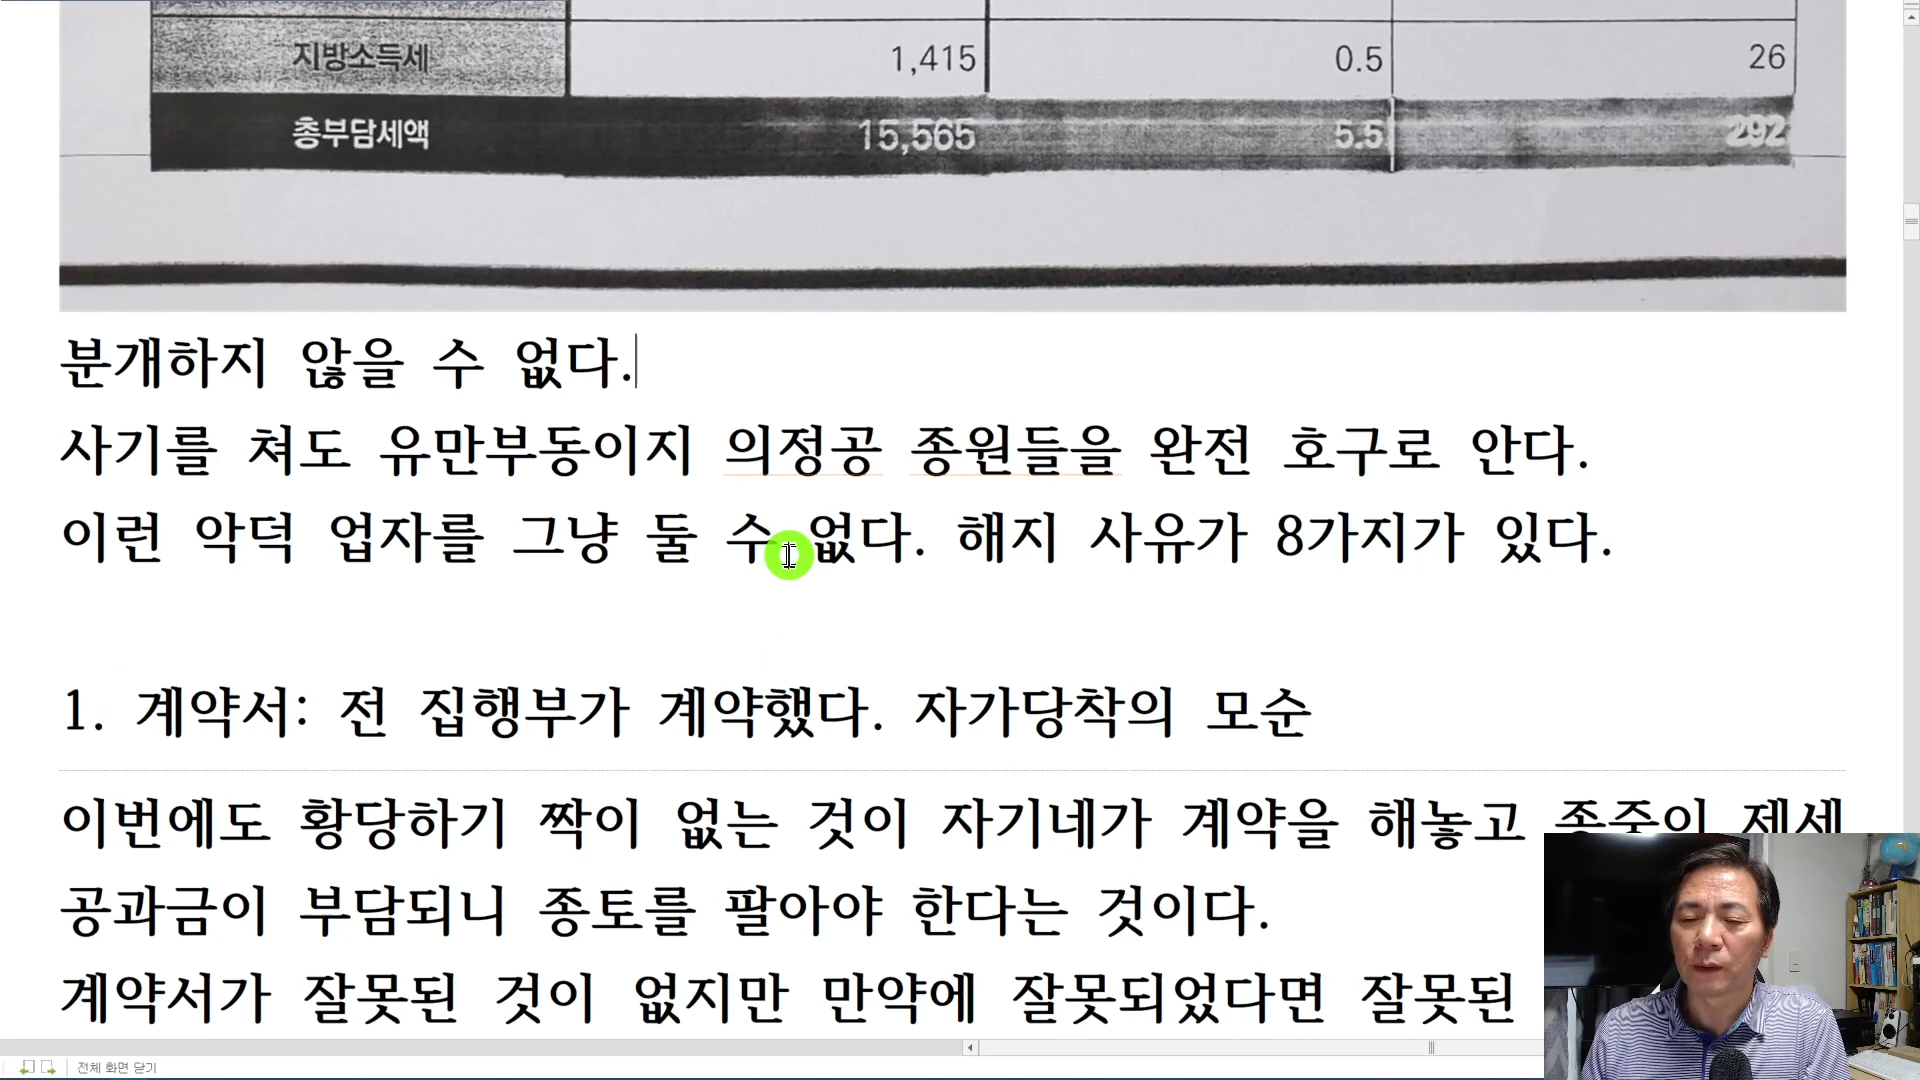 지방소득세 1,415 0.5 26
총부담세액 15,565 5.5 292
분개하지 않을 수 없다.
사기를 쳐도 유만부동이지 의정공 종원들을 완전 호구로 안다.
이런 악덕 업자를 그냥 둘 수 없다. 해지 사유가 8가지가 있다.
1. 계약서: 전 집행부가 계약했다. 자가당착의 모순
이번에도 황당하기 짝이 없는 것이 자기네가 계약을 해놓고 종중이 제세
공과금이 부담되니 종토를 팔아야 한다는 것이다.
계약서가 잘못된 것이 없지만 만약에 잘못되었다면 잘못된
전체 화면 닫기